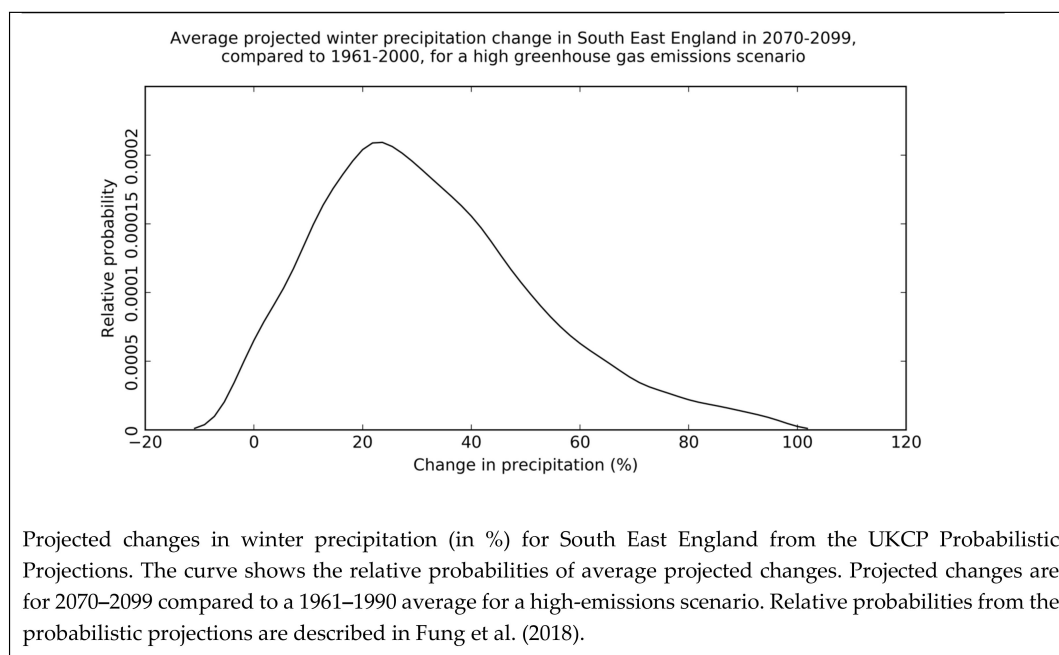 Average projected winter precipitation change in South East England in 2070-2099,
compared to 1961-2000, for a high greenhouse gas emissions scenario
Relative probability
0.0002
0.00015
0.0001
0.0005
0
−20 0 20 40 60 80 100 120
Change in precipitation (%)
Projected changes in winter precipitation (in %) for South East England from the UKCP Probabilistic
Projections. The curve shows the relative probabilities of average projected changes. Projected changes are
for 2070–2099 compared to a 1961–1990 average for a high-emissions scenario. Relative probabilities from the
probabilistic projections are described in Fung et al. (2018).